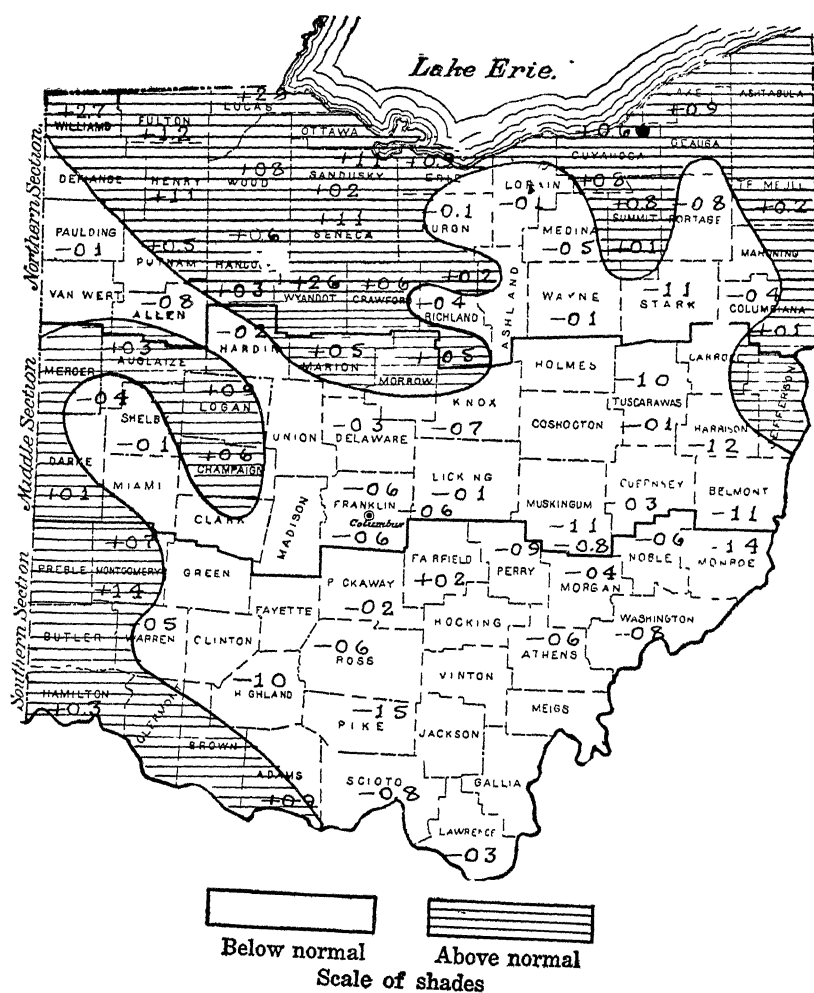 Lake Erie.
+2.9
LUCAS
+2.7
WILLIAMS
FULTON
+1.2
OTTAWA
LAKE
+0.9
ASHTABULA
+0.6
GEAUGA
CUYAHOGA
DEFIANCE
HENRY
+1.1
WOOD
+0.8
+1.1
SANDUSKY
+0.2
+0.9
ERIE
LORAIN
+0.8
+0.8
SUMMIT
+0.1
-0.8
PORTAGE
+0.2
Northern Section
PAULDING
-0.1
+0.5
PUTNAM
+0.6
+1.1
SENECA
-0.1
HURON
MEDINA
-0.5
MAHONING
VAN WERT
-0.8
ALLEN
+0.3
+2.6
WYANDOT
+0.6
CRAWFORD
+0.2
+0.4
RICHLAND
ASHLAND
WAYNE
-0.1
-1.1
STARK
-0.4
COLUMBIANA
+0.1
+0.3
AUGLAIZE
-0.2
HARDIN
+0.5
MARION
+0.5
MORROW
HOLMES
CARROLL
Middle Section
MERCER
-0.4
SHELBY
-0.1
+0.9
LOGAN
UNION
-0.3
DELAWARE
KNOX
-0.7
COSHOCTON
-1.0
TUSCARAWAS
-0.1
HARRISON
-1.2
JEFFERSON
DARKE
+0.1
MIAMI
+0.6
CHAMPAIGN
CLARK
MADISON
-0.6
FRANKLIN
Columbus
-0.6
LICKING
-0.1
-0.6
MUSKINGUM
-1.1
-0.8
GUERNSEY
0.3
BELMONT
-1.1
Southern Section
+0.7
PREBLE
MONTGOMERY
+1.4
GREEN
FAYETTE
PICKAWAY
-0.2
FAIRFIELD
+0.2
-0.9
PERRY
-0.4
MORGAN
-0.6
NOBLE
-1.4
MONROE
BUTLER
0.5
WARREN
CLINTON
-0.6
ROSS
HOCKING
-0.6
ATHENS
WASHINGTON
-0.8
HAMILTON
+0.3
CLERMONT
-1.0
HIGHLAND
-1.5
PIKE
VINTON
MEIGS
BROWN
ADAMS
+0.9
SCIOTO
-0.8
JACKSON
GALLIA
LAWRENCE
-0.3
Below normal
Above normal
Scale of shades